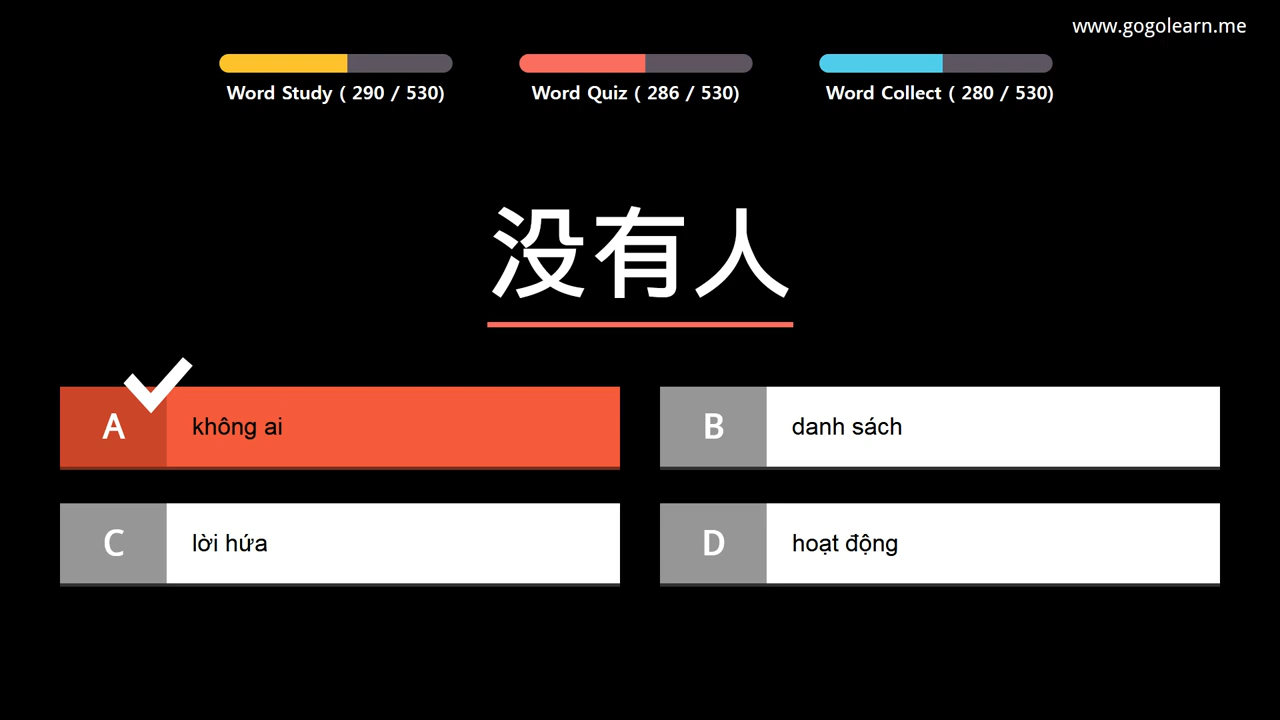 www.gogolearn.me
Word Study ( 290 / 530)
Word Quiz ( 286 / 530)
Word Collect ( 280 / 530)
没有人
A không ai
B danh sách
C lời hứa
D hoạt động